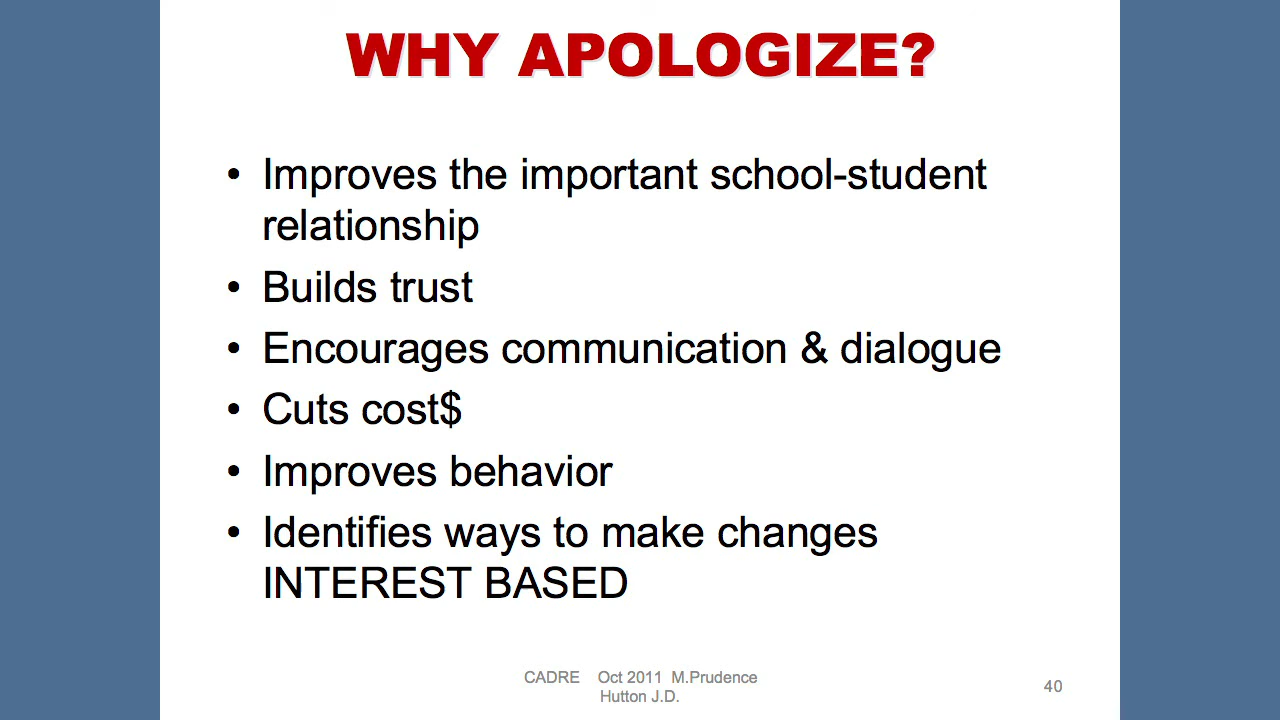 WHY APOLOGIZE?
• Improves the important school-student
relationship
• Builds trust
• Encourages communication & dialogue
• Cuts cost$
• Improves behavior
• Identifies ways to make changes
INTEREST BASED
CADRE Oct 2011 M.Prudence
Hutton J.D.
40